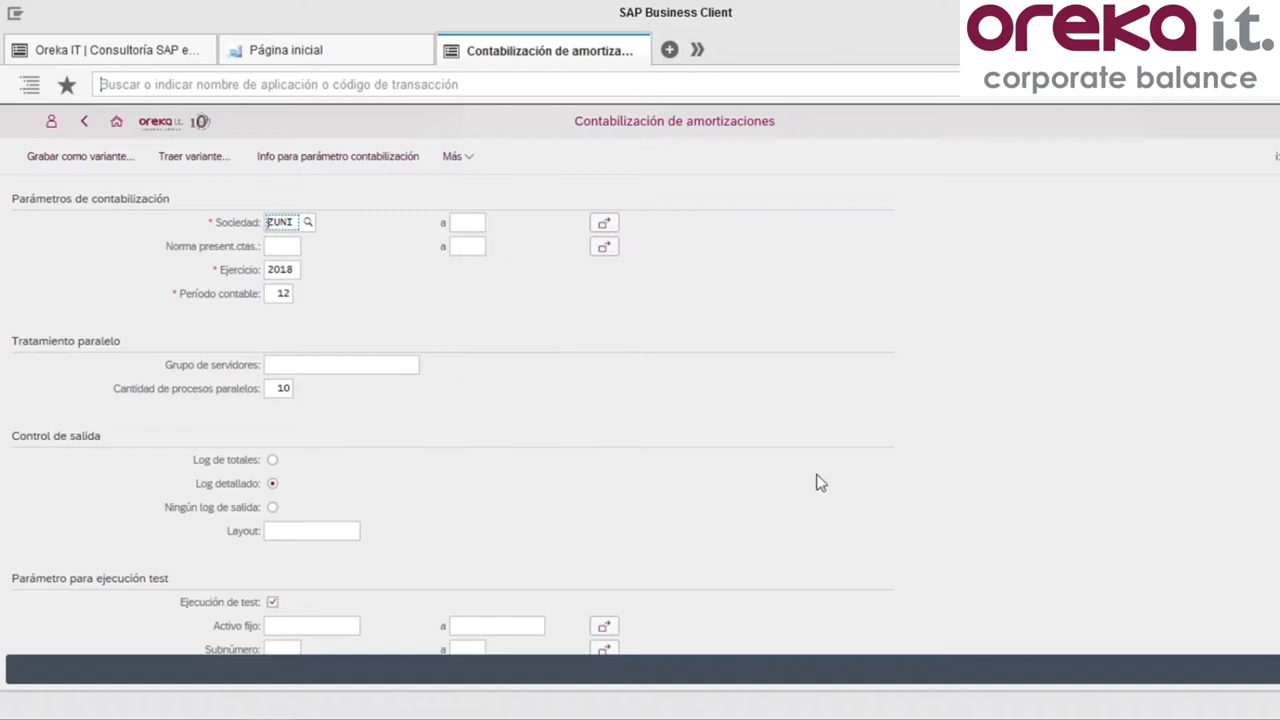 SAP Business Client
oreka i.t.
corporate balance
Oreka IT | Consultoría SAP e...
Página inicial
Contabilización de amortiza...
Buscar o indicar nombre de aplicación o código de transacción
oreka i.t. 10
Contabilización de amortizaciones
Grabar como variante... Traer variante... Info para parámetro contabilización Más
Parámetros de contabilización
* Sociedad: ZUNI a
Norma present.ctas.: a
* Ejercicio: 2018
* Período contable: 12
Tratamiento paralelo
Grupo de servidores:
Cantidad de procesos paralelos: 10
Control de salida
Log de totales:
Log detallado:
Ningún log de salida:
Layout:
Parámetro para ejecución test
Ejecución de test:
Activo fijo: a
Subnúmero: a